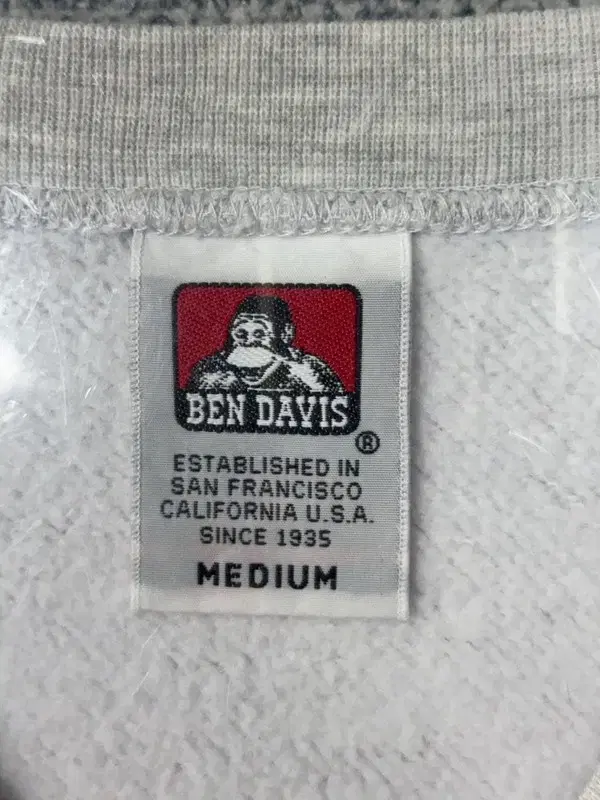 BEN DAVIS
®
ESTABLISHED IN
SAN FRANCISCO
CALIFORNIA U.S.A.
SINCE 1935
MEDIUM